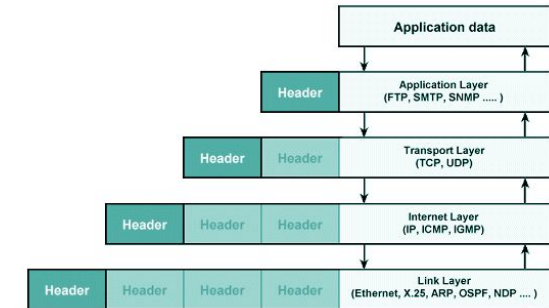 Application data
Header
Application Layer
(FTP, SMTP, SNMP ..... )
Header Header
Transport Layer
(TCP, UDP)
Header Header Header
Internet Layer
(IP, ICMP, IGMP)
Header Header Header Header
Link Layer
(Ethernet, X.25, ARP, OSPF, NDP .... )